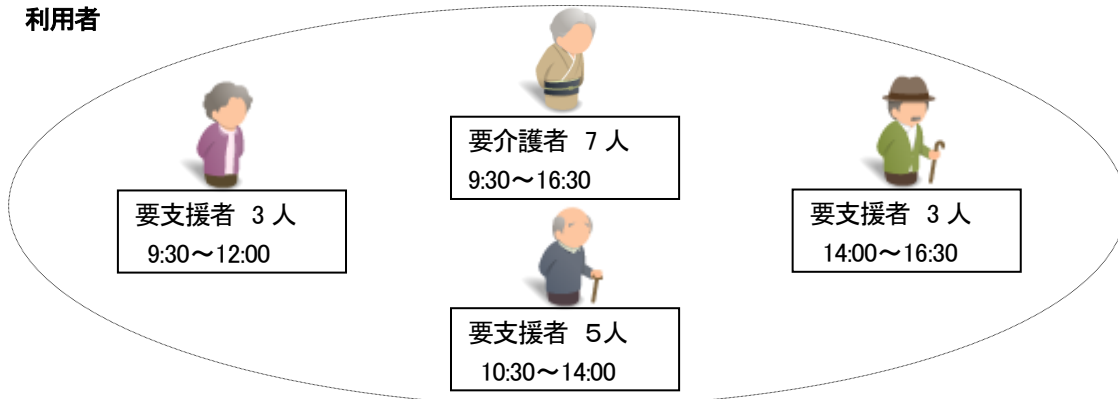 利用者
要介護者 7人
9:30～16:30
要支援者 3人
9:30～12:00
要支援者 3人
14:00～16:30
要支援者 5人
10:30～14:00